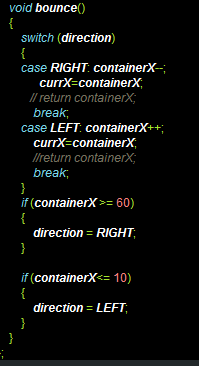 void bounce()
{
switch (direction)
{
case RIGHT: containerX--;
currX=containerX;
// return containerX;
break;
case LEFT: containerX++;
currX=containerX;
//return containerX;
break;
}
if (containerX >= 60)
{
direction = RIGHT;
}
if (containerX<= 10)
{
direction = LEFT;
}
}
;